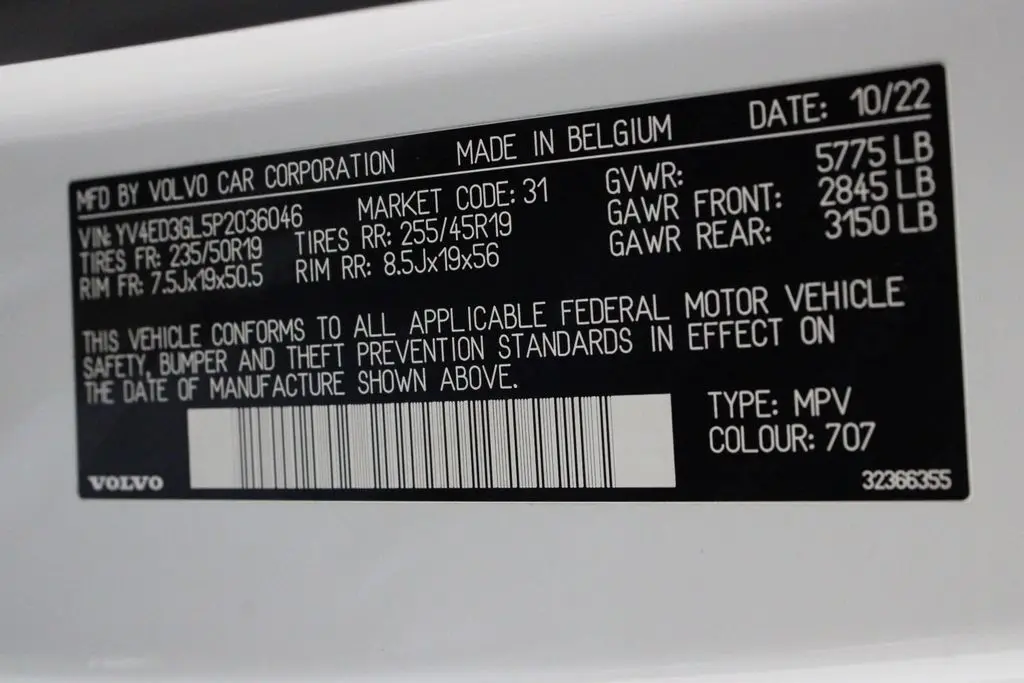 MFD BY VOLVO CAR CORPORATION MADE IN BELGIUM DATE: 10/22
VIN: YV4ED3GL5P2036046 MARKET CODE: 31 GVWR: 5775 LB
TIRES FR: 235/50R19 TIRES RR: 255/45R19 GAWR FRONT: 2845 LB
RIM FR: 7.5Jx19x50.5 RIM RR: 8.5Jx19x56 GAWR REAR: 3150 LB
THIS VEHICLE CONFORMS TO ALL APPLICABLE FEDERAL MOTOR VEHICLE
SAFETY, BUMPER AND THEFT PREVENTION STANDARDS IN EFFECT ON
THE DATE OF MANUFACTURE SHOWN ABOVE.
TYPE: MPV
COLOUR: 707
VOLVO 32366355